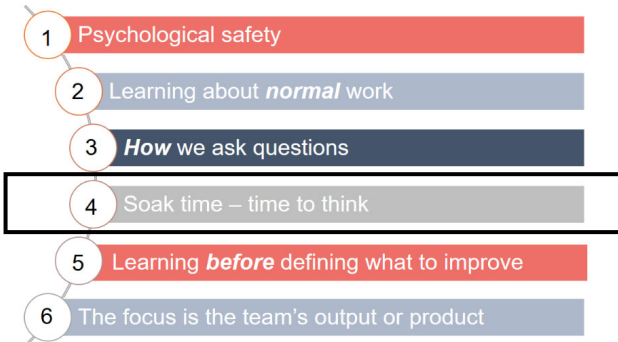 1 Psychological safety
2 Learning about normal work
3 How we ask questions
4 Soak time – time to think
5 Learning before defining what to improve
6 The focus is the team's output or product